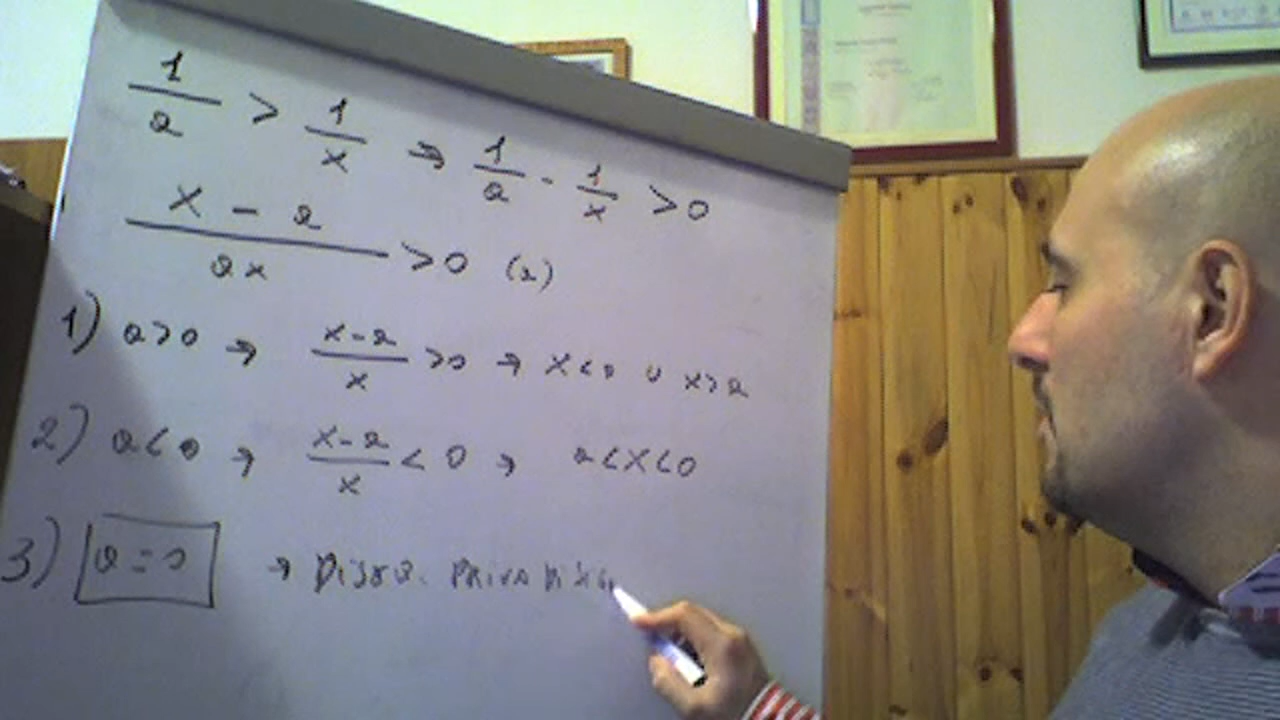 1/a > 1/x ⇒ 1/a - 1/x > 0
x - a / ax > 0 (2)
1) a>0 → x-a / x > 0 → x<0 ∪ x>a
2) a<0 → x-a / x < 0 → a<x<0
3) a=0 → DISEQ. PRIVA DI